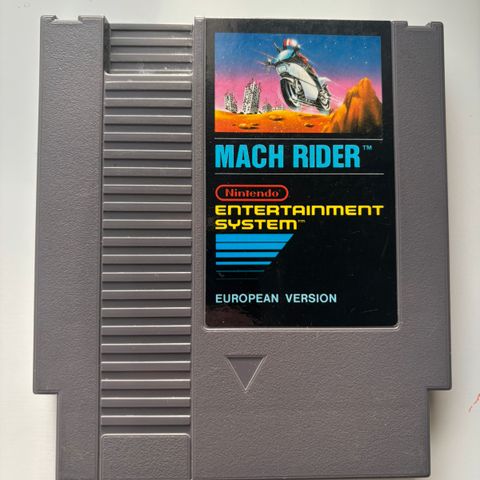 MACH RIDER™
Nintendo
ENTERTAINMENT
SYSTEM™
EUROPEAN VERSION